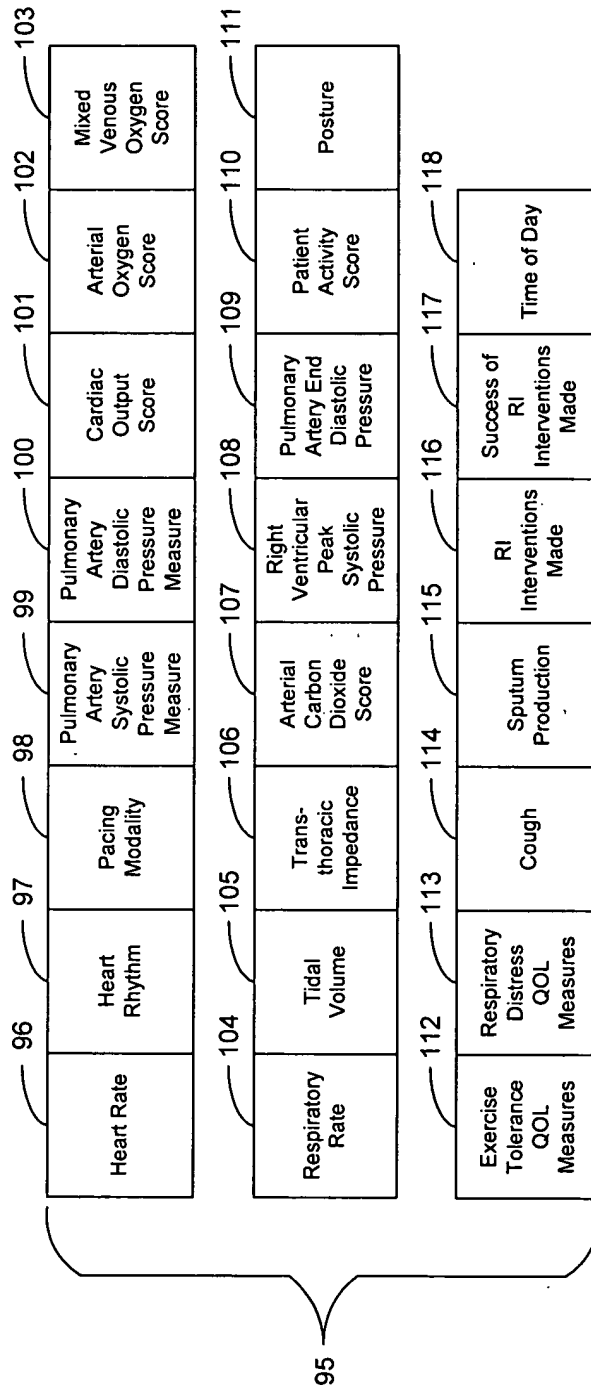 95
96
Heart Rate
97
Heart
Rhythm
98
Pacing
Modality
99
Pulmonary
Artery
Systolic
Pressure
Measure
100
Pulmonary
Artery
Diastolic
Pressure
Measure
101
Cardiac
Output
Score
102
Arterial
Oxygen
Score
103
Mixed
Venous
Oxygen
Score
104
Respiratory
Rate
105
Tidal
Volume
106
Trans-
thoracic
Impedance
107
Arterial
Carbon
Dioxide
Score
108
Right
Ventricular
Peak
Systolic
Pressure
109
Pulmonary
Artery End
Diastolic
Pressure
110
Patient
Activity
Score
111
Posture
112
Exercise
Tolerance
QOL
Measures
113
Respiratory
Distress
QOL
Measures
114
Cough
115
Sputum
Production
116
RI
Interventions
Made
117
Success of
RI
Interventions
Made
118
Time of Day